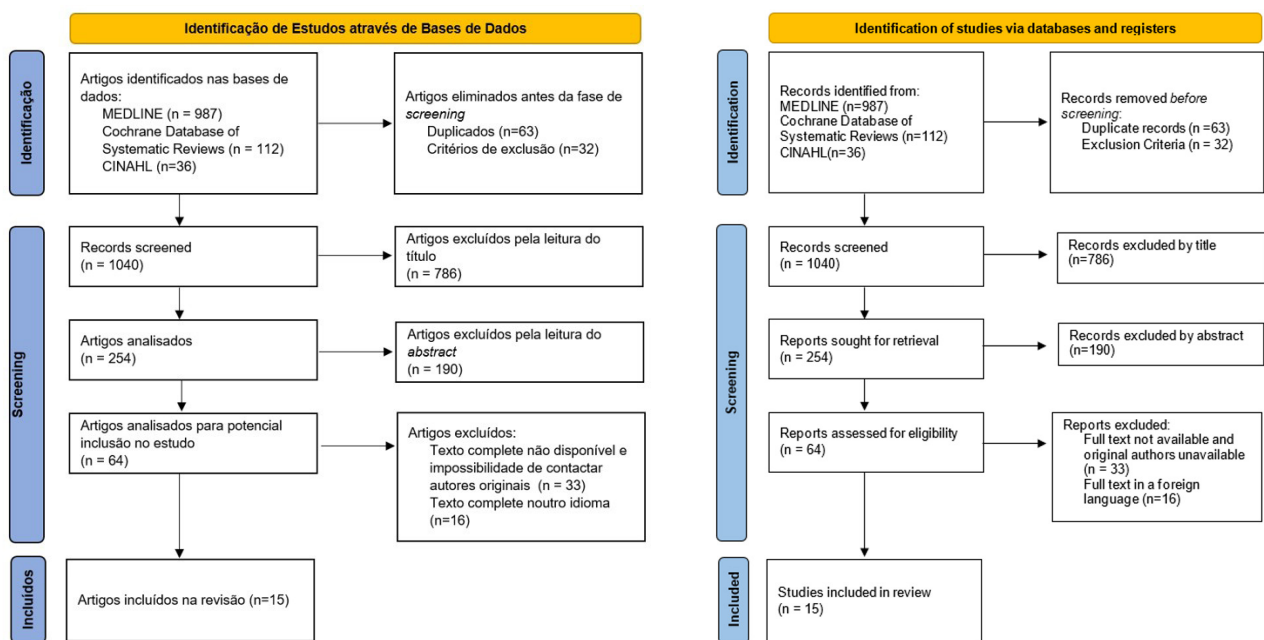 Identificação de Estudos através de Bases de Dados
Identificação
Artigos identificados nas bases de
dados:
MEDLINE (n = 987)
Cochrane Database of
Systematic Reviews (n = 112)
CINAHL (n=36)
Artigos eliminados antes da fase de
screening
Duplicados (n=63)
Critérios de exclusão (n=32)
Screening
Records screened
(n = 1040)
Artigos excluídos pela leitura do
título
(n = 786)
Artigos analisados
(n = 254)
Artigos excluídos pela leitura do
abstract
(n = 190)
Artigos analisados para potencial
inclusão no estudo
(n = 64)
Artigos excluídos:
Texto complete não disponível e
impossibilidade de contactar
autores originais (n = 33)
Texto complete noutro idioma
(n=16)
Incluídos
Artigos incluídos na revisão (n=15)
Identification of studies via databases and registers
Identification
Records identified from:
MEDLINE (n=987)
Cochrane Database of
Systematic Reviews (n=112)
CINAHL(n=36)
Records removed before
screening:
Duplicate records (n =63)
Exclusion Criteria (n = 32)
Screening
Records screened
(n = 1040)
Records excluded by title
(n=786)
Reports sought for retrieval
(n = 254)
Records excluded by abstract
(n=190)
Reports assessed for eligibility
(n = 64)
Reports excluded:
Full text not available and
original authors unavailable
(n = 33)
Full text in a foreign
language (n=16)
Included
Studies included in review
(n = 15)